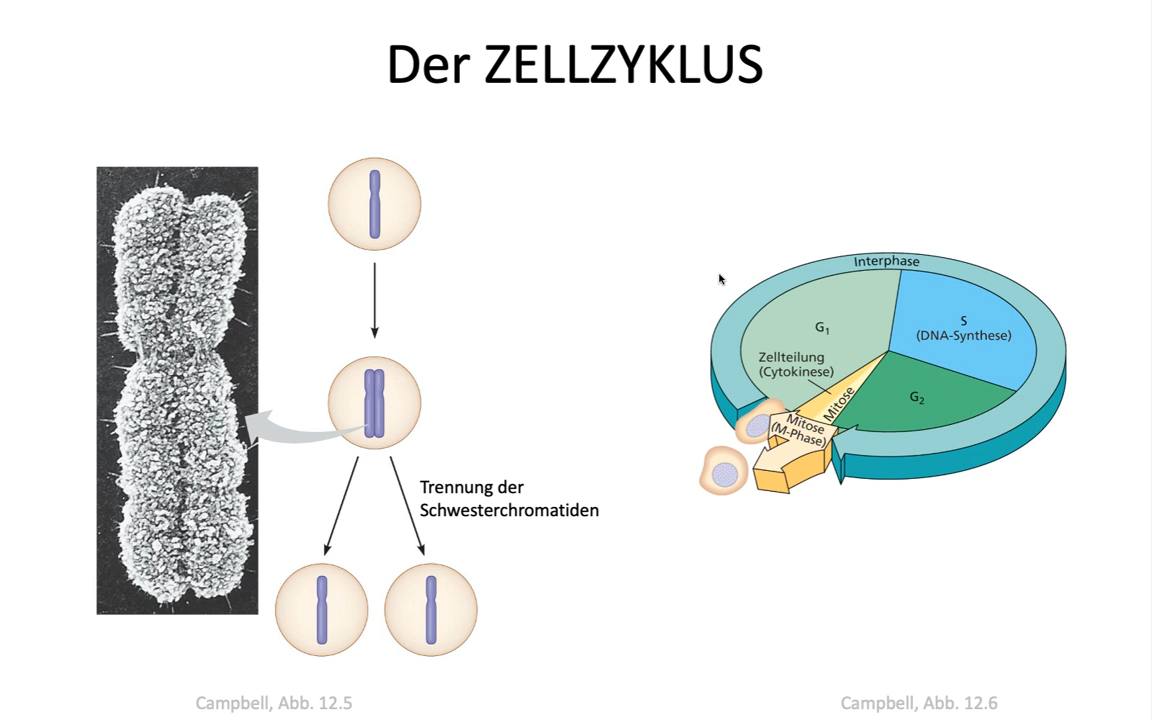 Der ZELLZYKLUS
Trennung der
Schwesterchromatiden
Interphase
G₁
S
(DNA-Synthese)
Zellteilung
(Cytokinese)
Mitose
G₂
Mitose
(M-Phase)
Campbell, Abb. 12.5
Campbell, Abb. 12.6